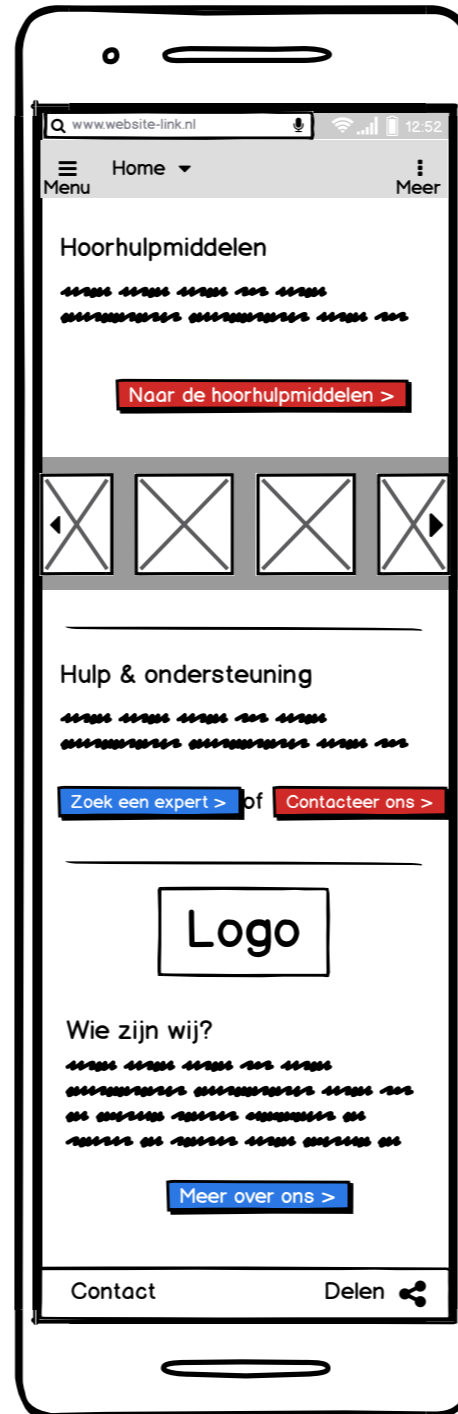 www.website-link.nl 12:52
Menu Home Meer
Hoorhulpmiddelen
Naar de hoorhulpmiddelen >
Hulp & ondersteuning
Zoek een expert > of Contacteer ons >
Logo
Wie zijn wij?
Meer over ons >
Contact Delen